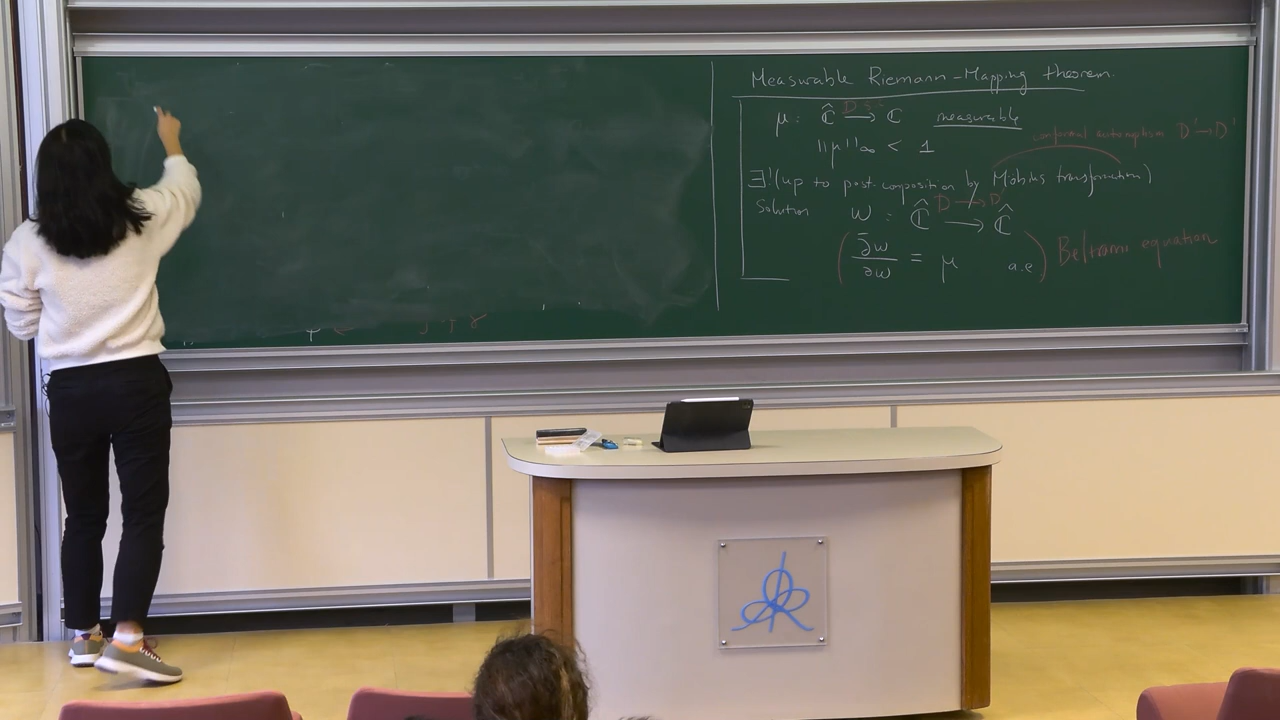 Measurable Riemann-Mapping theorem.
D
μ : Ĉ → C measurable
conformal automorphism D' → D'
||μ||∞ < 1
∃! (up to post-composition by Möbius transformation)
D → D
Solution w : Ĉ → Ĉ
( ∂̄w / ∂w = μ a.e ) Beltrami equation